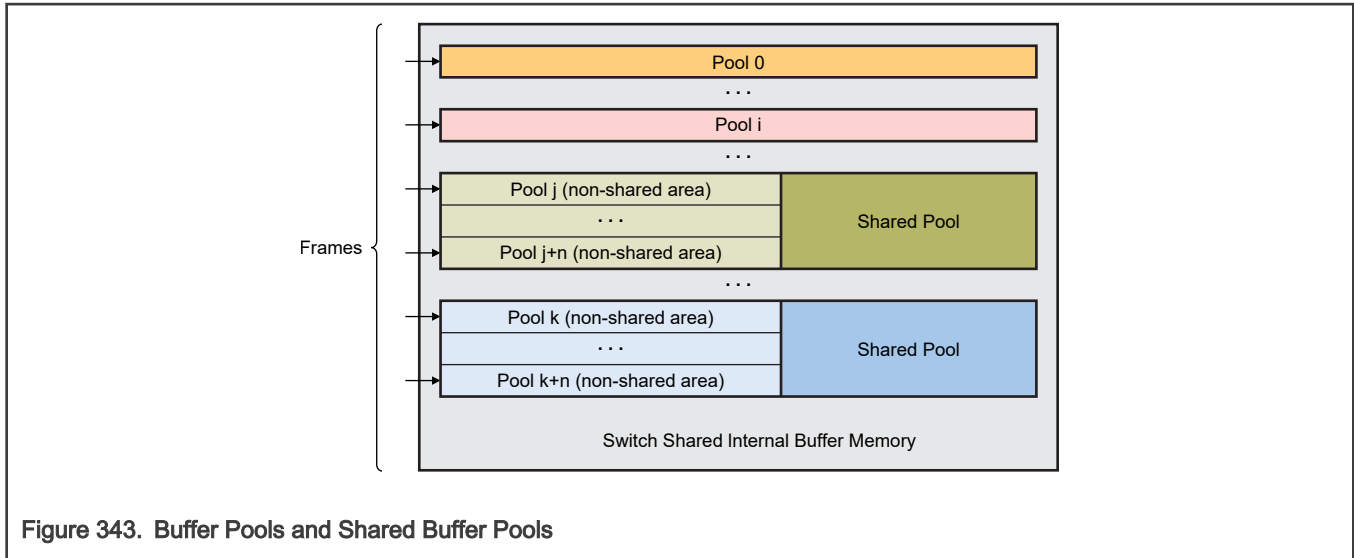 Pool 0
. . .
Pool i
. . .
Pool j (non-shared area)
. . .
Shared Pool
Pool j+n (non-shared area)
Frames
. . .
Pool k (non-shared area)
. . .
Shared Pool
Pool k+n (non-shared area)
Switch Shared Internal Buffer Memory
Figure 343. Buffer Pools and Shared Buffer Pools